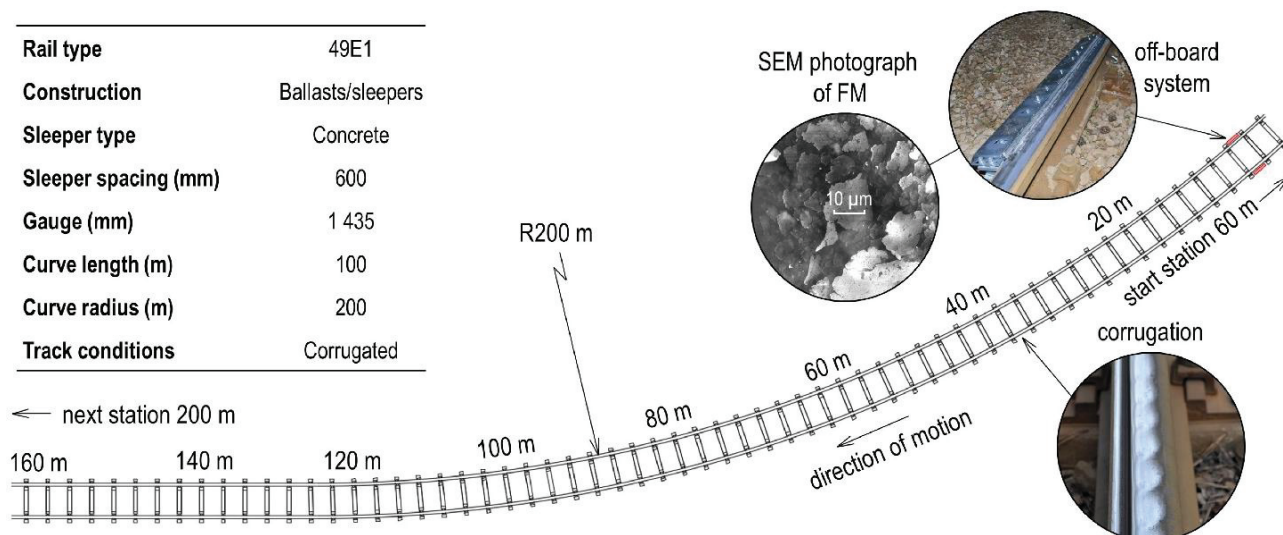 Rail type 49E1
Construction Ballasts/sleepers
Sleeper type Concrete
Sleeper spacing (mm) 600
Gauge (mm) 1 435
Curve length (m) 100
Curve radius (m) 200
Track conditions Corrugated
SEM photograph
of FM
10 μm
off-board
system
R200 m
20 m
start station 60 m
40 m
corrugation
60 m
80 m
direction of motion
100 m
next station 200 m
160 m
140 m
120 m